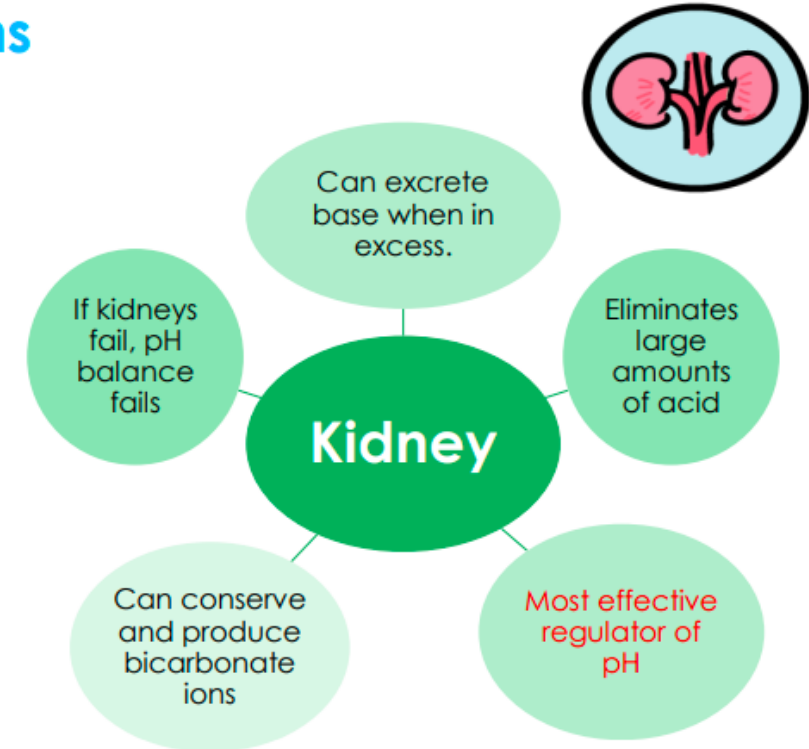 Can excrete
base when in
excess.
If kidneys
fail, pH
balance
fails
Eliminates
large
amounts
of acid
Kidney
Can conserve
and produce
bicarbonate
ions
Most effective
regulator of
pH